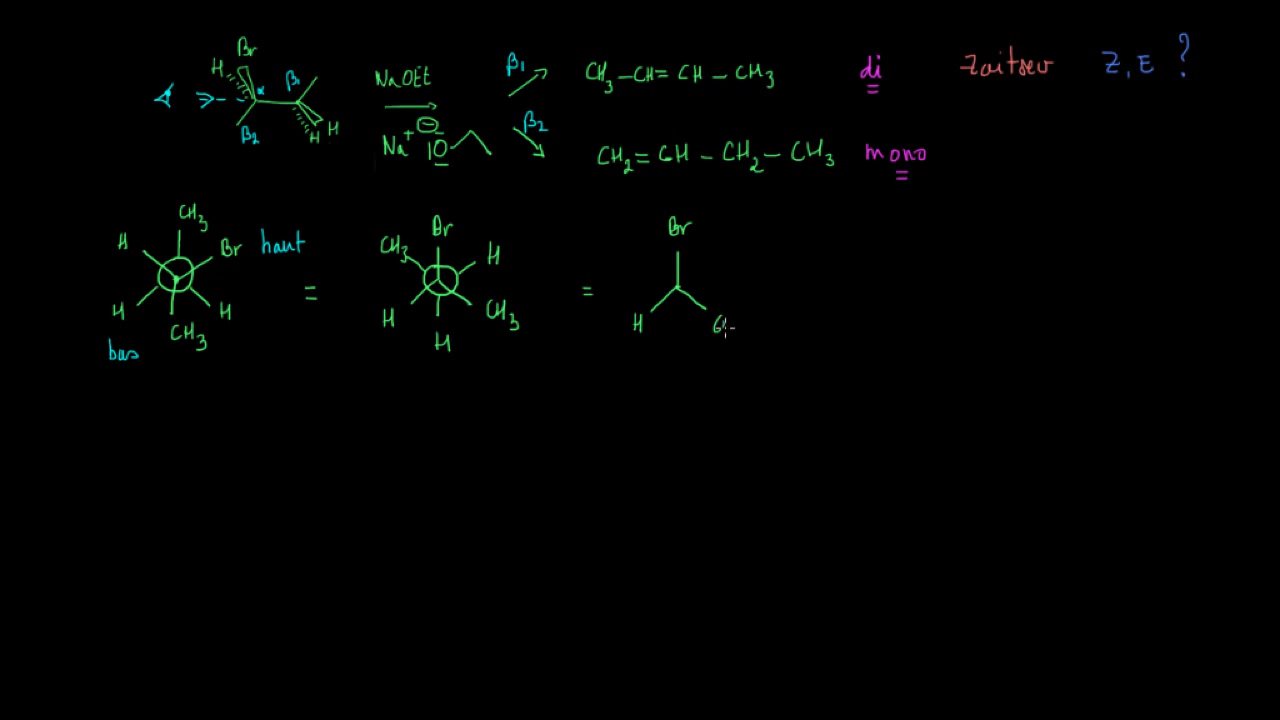 Br
H
β1
α
β2
H H
NaOEt
Na+ |O⊖
β1
β2
CH3 – CH = CH – CH3 di Zaitsev Z, E ?
CH2 = CH – CH2 – CH3 mono
CH3
H Br haut
H H
CH3
bas
=
Br
CH3 H
H CH3
H
=
Br
H